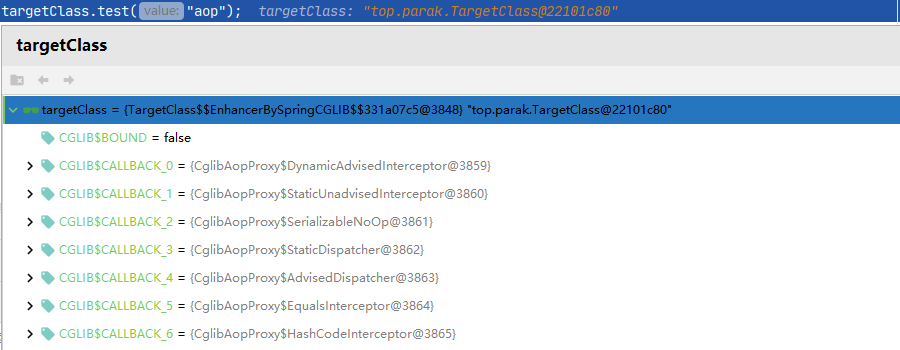 targetClass.test( value: "aop"); targetClass: "top.parak.TargetClass@22101c80"
targetClass
targetClass = {TargetClass$$EnhancerBySpringCGLIB$$331a07c5@3848} "top.parak.TargetClass@22101c80"
CGLIB$BOUND = false
CGLIB$CALLBACK_0 = {CglibAopProxy$DynamicAdvisedInterceptor@3859}
CGLIB$CALLBACK_1 = {CglibAopProxy$StaticUnadvisedInterceptor@3860}
CGLIB$CALLBACK_2 = {CglibAopProxy$SerializableNoOp@3861}
CGLIB$CALLBACK_3 = {CglibAopProxy$StaticDispatcher@3862}
CGLIB$CALLBACK_4 = {CglibAopProxy$AdvisedDispatcher@3863}
CGLIB$CALLBACK_5 = {CglibAopProxy$EqualsInterceptor@3864}
CGLIB$CALLBACK_6 = {CglibAopProxy$HashCodeInterceptor@3865}